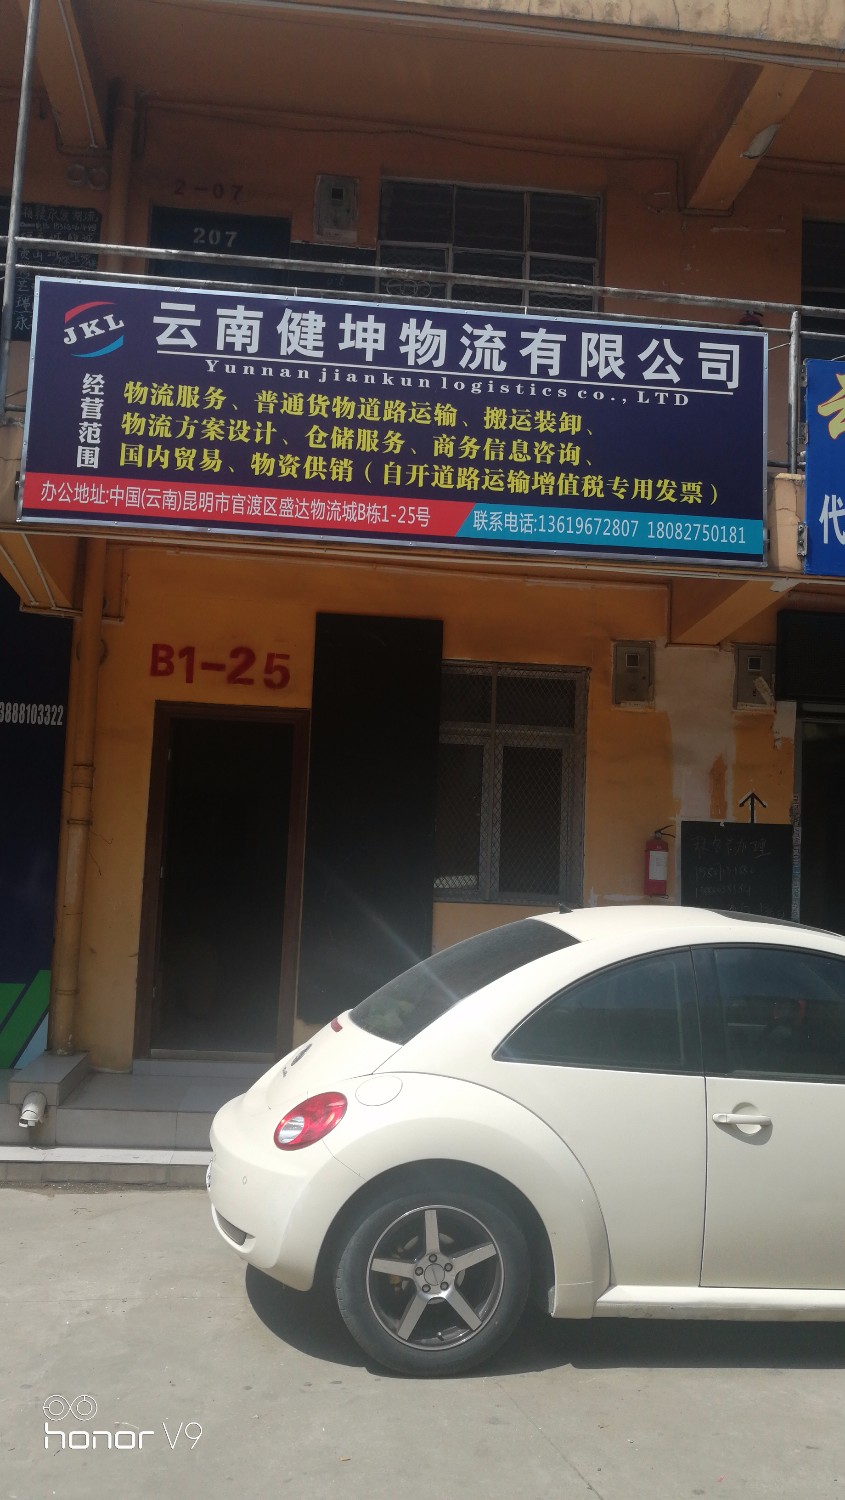 2-07
207
JKL
云南健坤物流有限公司
Yunnan jiankun logistics co., LTD
经营范围
物流服务、普通货物道路运输、搬运装卸、
物流方案设计、仓储服务、商务信息咨询、
国内贸易、物资供销（自开道路运输增值税专用发票）
办公地址:中国(云南)昆明市官渡区盛达物流城B栋1-25号
联系电话:13619672807 18082750181
代
B1-25
3888103322
honor V9